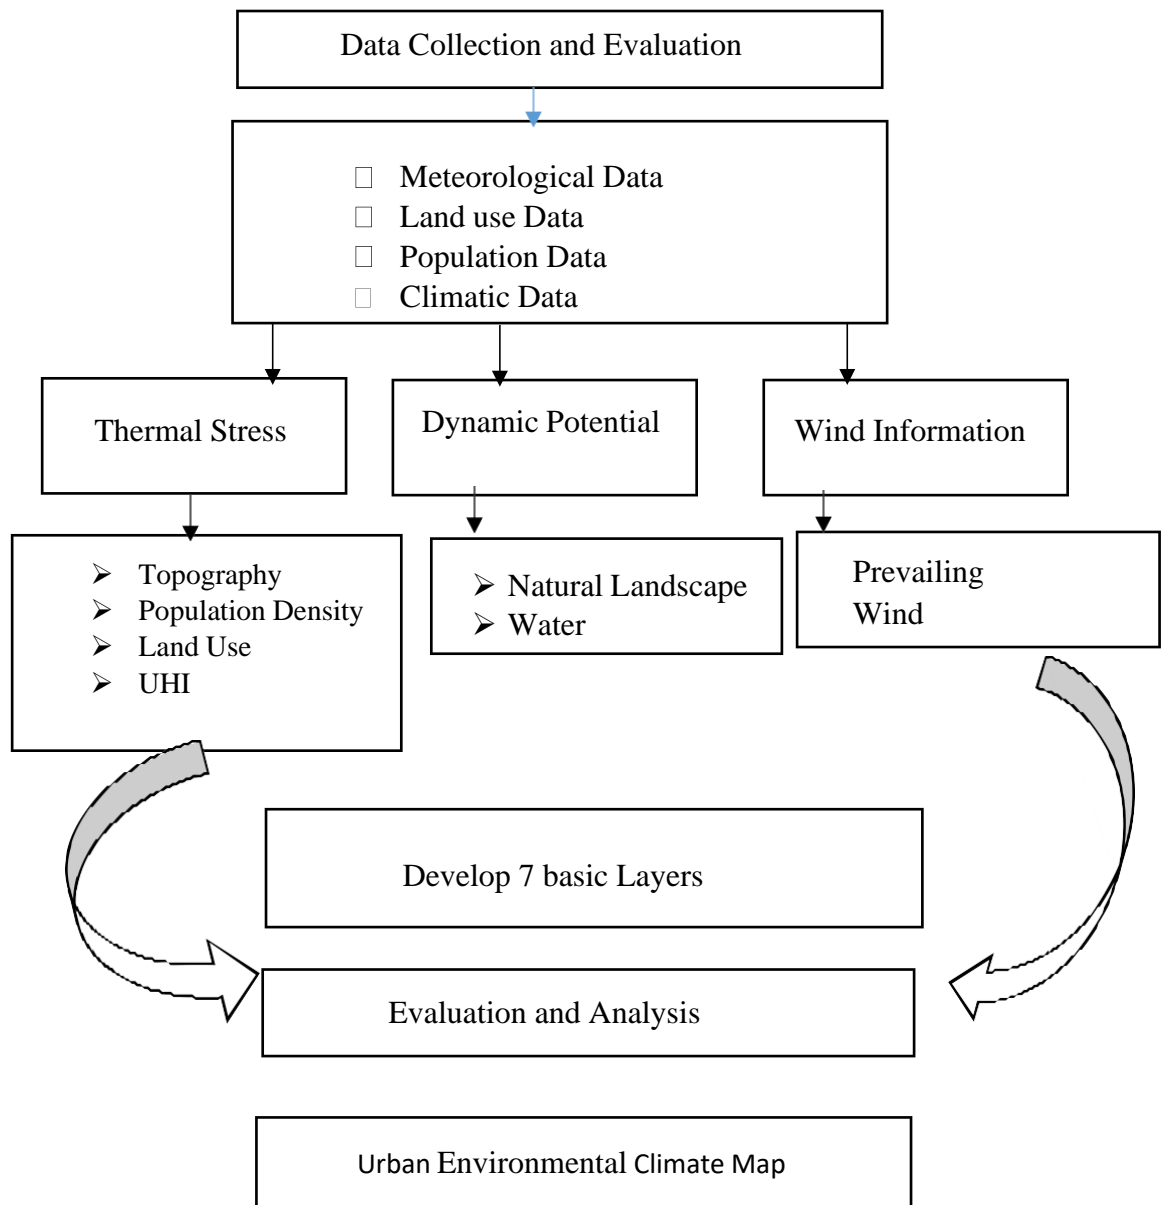 Data Collection and Evaluation
Meteorological Data
Land use Data
Population Data
Climatic Data
Thermal Stress
Dynamic Potential
Wind Information
Topography
Population Density
Land Use
UHI
Natural Landscape
Water
Prevailing
Wind
Develop 7 basic Layers
Evaluation and Analysis
Urban Environmental Climate Map